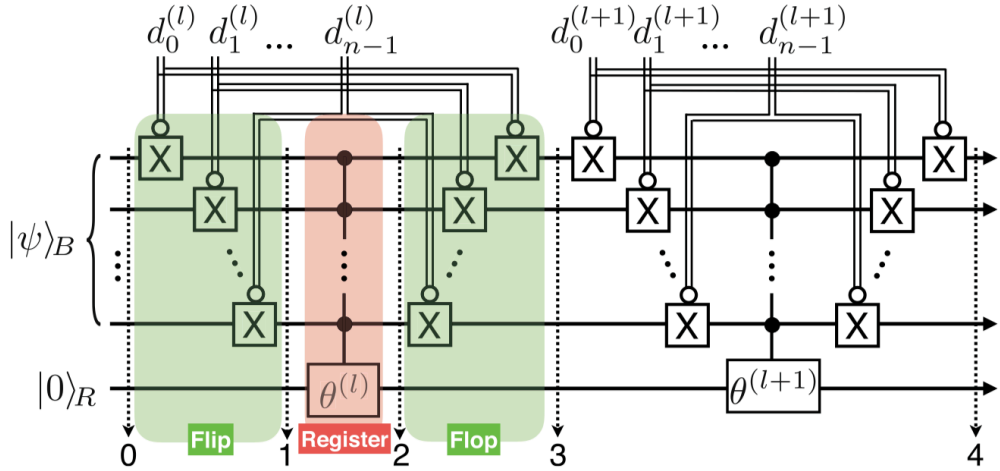 d_0^{(l)} d_1^{(l)} ... d_{n-1}^{(l)} d_0^{(l+1)} d_1^{(l+1)} ... d_{n-1}^{(l+1)}
X X X X
X X X X
|ψ⟩_B
X X X X
|0⟩_R θ^{(l)} θ^{(l+1)}
Flip Register Flop
0 1 2 3 4